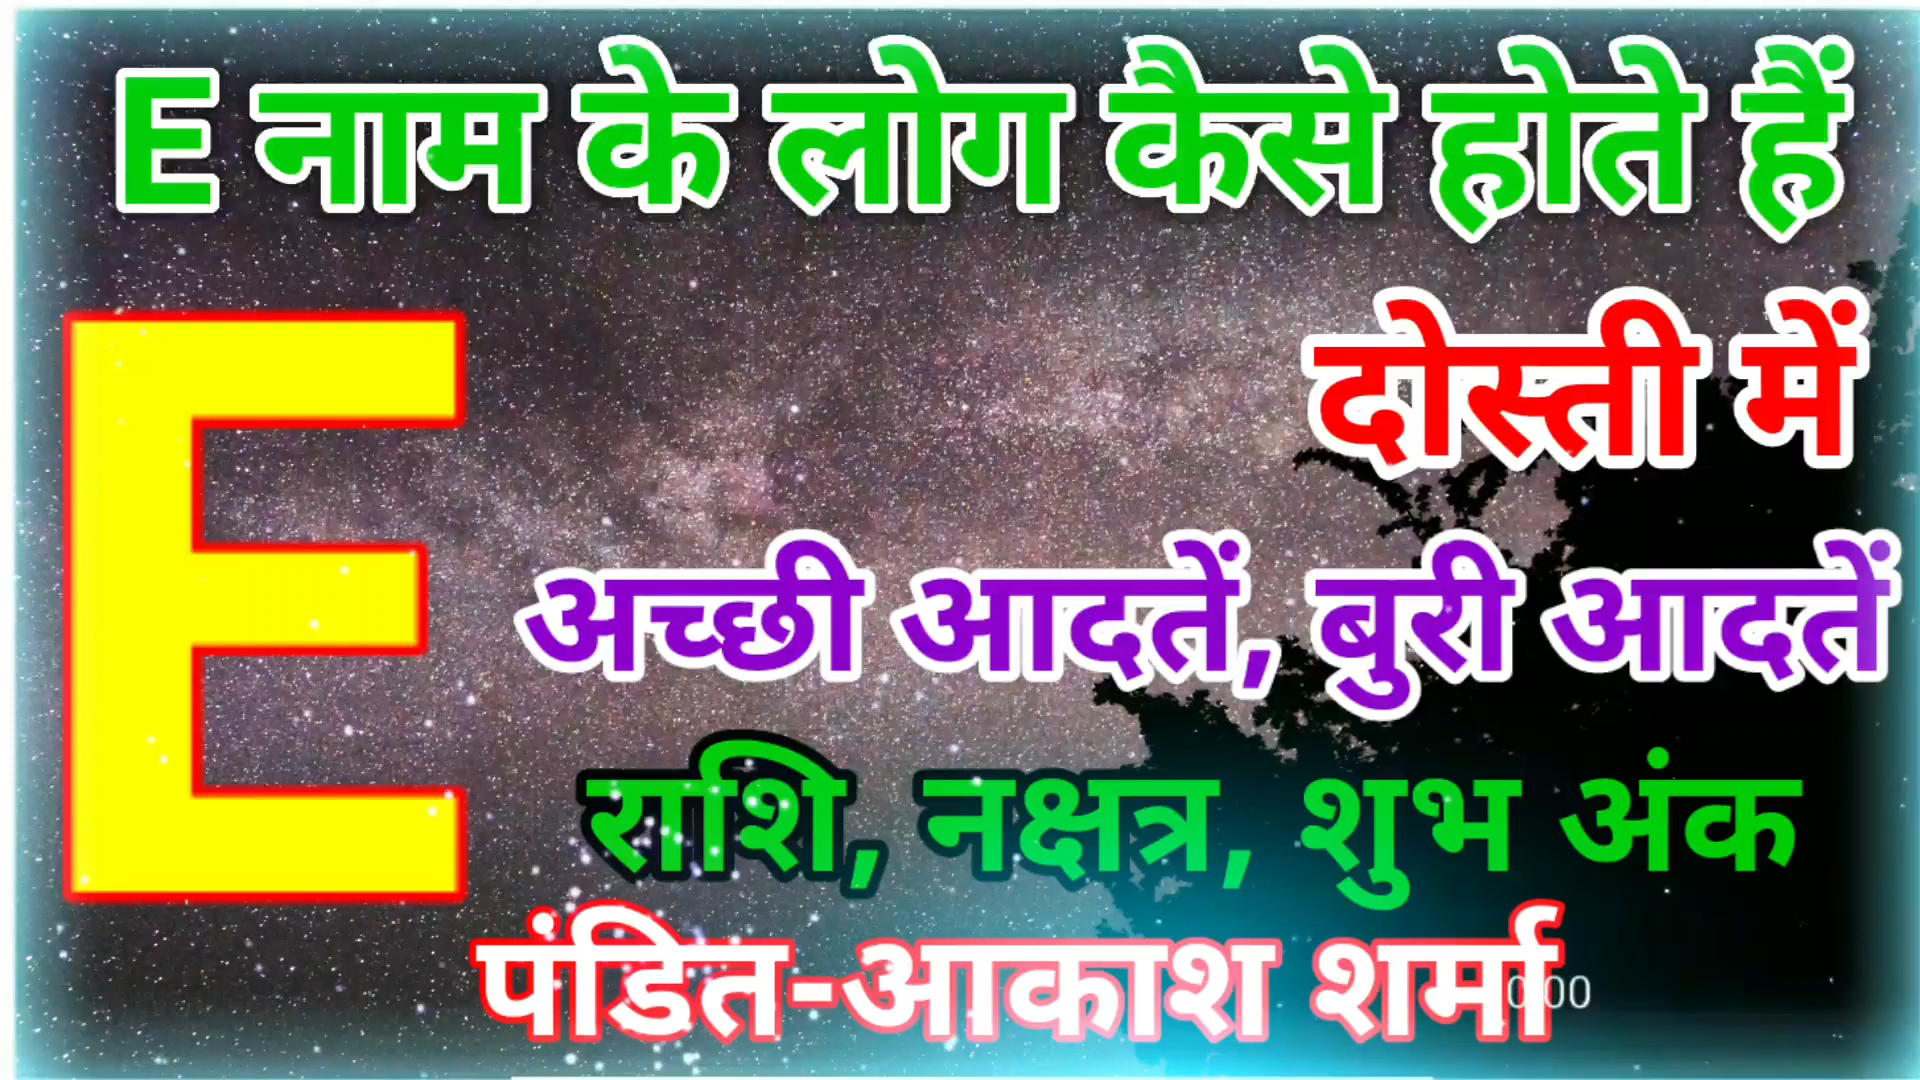 E नाम के लोग कैसे होते हैं
दोस्ती में
E
अच्छी आदतें, बुरी आदतें
राशि, नक्षत्र, शुभ अंक
पंडित-आकाश शर्मा